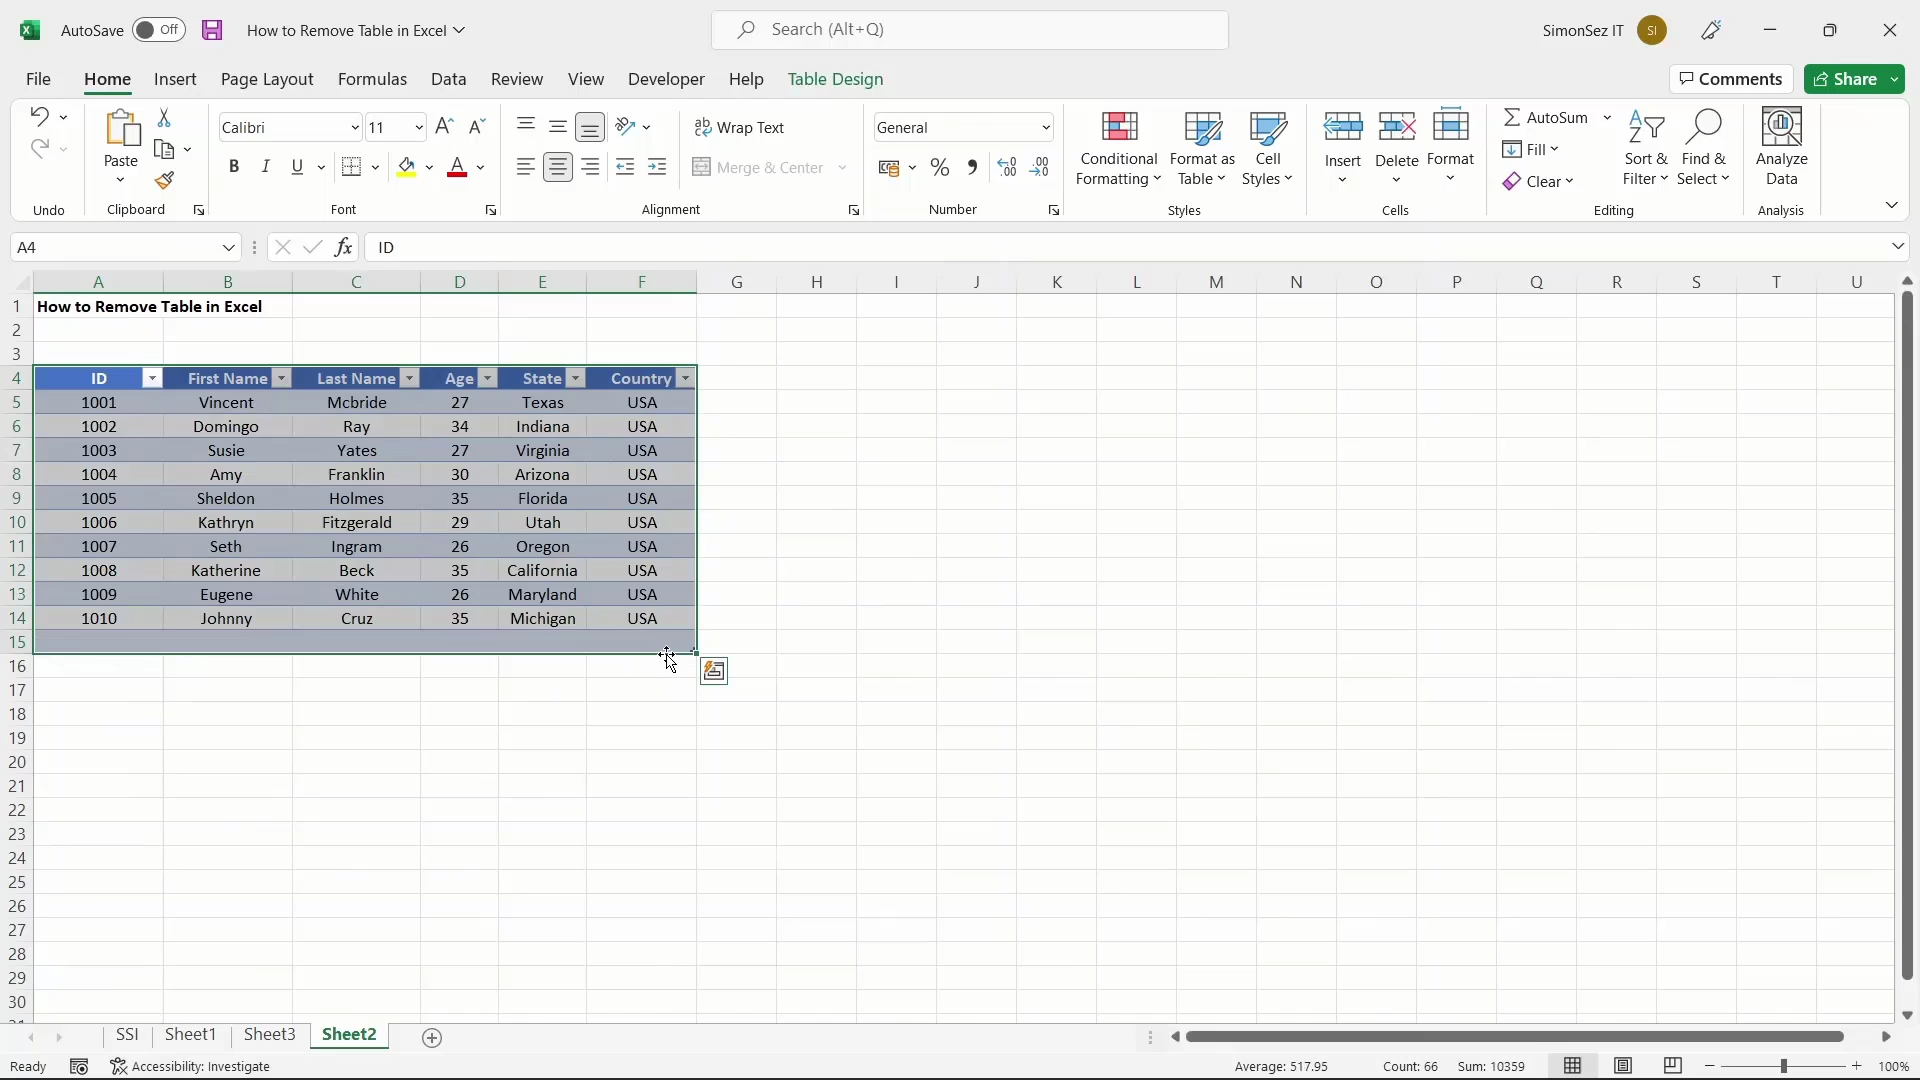 AutoSave Off How to Remove Table in Excel Search (Alt+Q) SimonSez IT SI
File Home Insert Page Layout Formulas Data Review View Developer Help Table Design Comments Share
Calibri 11 Wrap Text General AutoSum
Paste B I U Merge & Center % Conditional Formatting Format as Table Cell Styles Insert Delete Format Fill Sort & Filter Find & Select Analyze Data
Clear
Undo Clipboard Font Alignment Number Styles Cells Editing Analysis
A4 fx ID
A B C D E F G H I J K L M N O P Q R S T U
1 How to Remove Table in Excel
2
3
4 ID First Name Last Name Age State Country
5 1001 Vincent Mcbride 27 Texas USA
6 1002 Domingo Ray 34 Indiana USA
7 1003 Susie Yates 27 Virginia USA
8 1004 Amy Franklin 30 Arizona USA
9 1005 Sheldon Holmes 35 Florida USA
10 1006 Kathryn Fitzgerald 29 Utah USA
11 1007 Seth Ingram 26 Oregon USA
12 1008 Katherine Beck 35 California USA
13 1009 Eugene White 26 Maryland USA
14 1010 Johnny Cruz 35 Michigan USA
15
16
17
18
19
20
21
22
23
24
25
26
27
28
29
30
SSI Sheet1 Sheet3 Sheet2
Ready Accessibility: Investigate Average: 517.95 Count: 66 Sum: 10359 100%